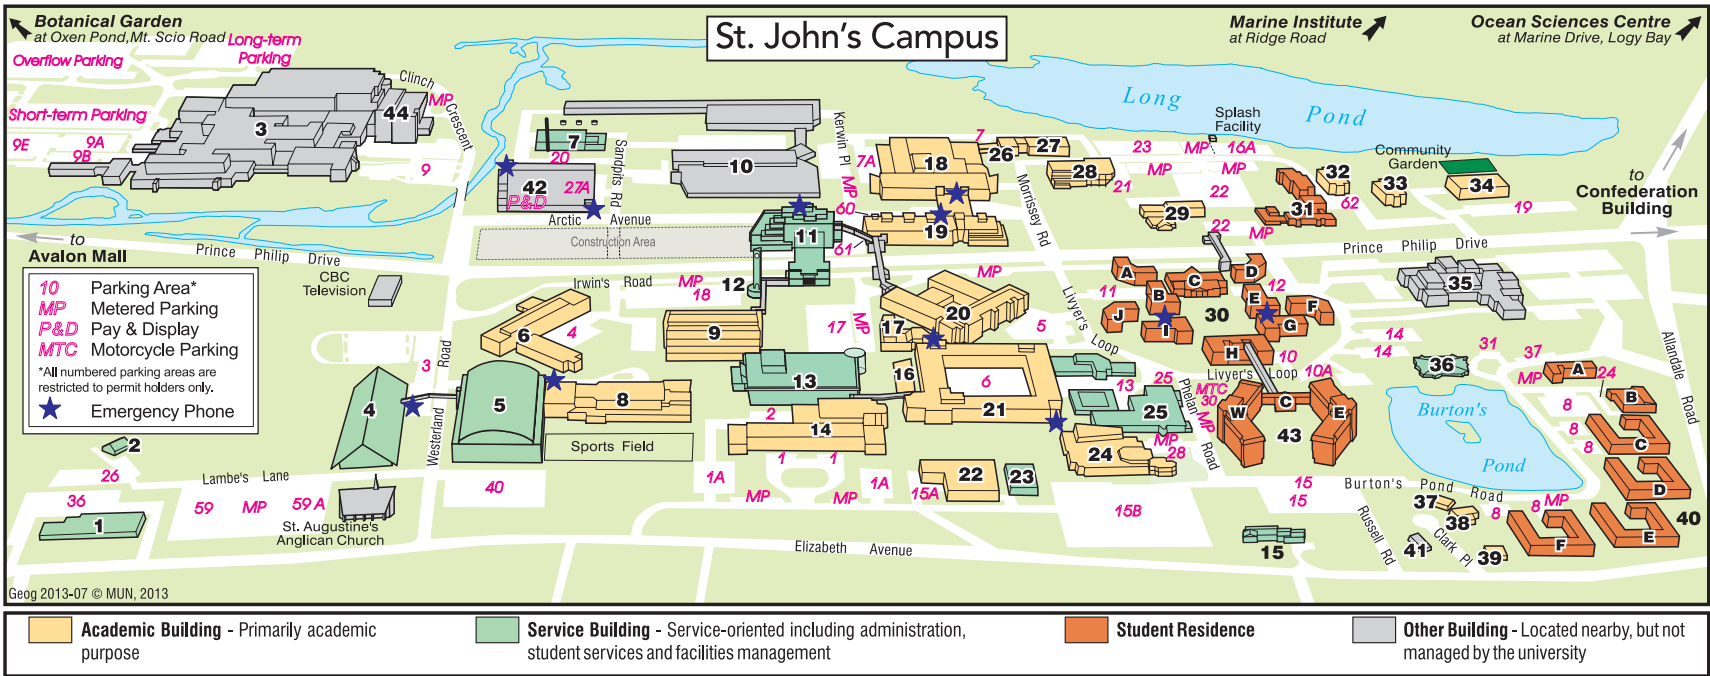 St. John's Campus
Botanical Garden
at Oxen Pond, Mt. Scio Road
Marine Institute
at Ridge Road
Ocean Sciences Centre
at Marine Drive, Logy Bay
Long-term
Parking
Overflow Parking
Short-term Parking
Clinch Crescent
MP
44
3
9E
9A
9B
9
7
20
Sandpits Rd
42
27A
P&D
10
Kerwin Pl
7A
MP
18
7
26
27
28
21
Morrissey Rd
Long Pond
Splash
Facility
23
MP
MP
16A
MP
22
29
22
32
31
62
MP
33
Community
Garden
34
19
to
Confederation
Building
Arctic Avenue
Construction Area
60
61
19
11
12
to
Avalon Mall
Prince Philip Drive
Prince Philip Drive
10 Parking Area*
MP Metered Parking
P&D Pay & Display
MTC Motorcycle Parking
*All numbered parking areas are
restricted to permit holders only.
Emergency Phone
CBC
Television
Irwin's Road
MP
18
MP
20
17
17
MP
5
6
4
9
3
Westerland Road
4
5
8
Sports Field
13
2
14
16
6
21
Livyer's Loop
11
A
B
C
D
E
F
G
H
I
J
30
12
10
10A
Livyer's Loop
35
14
14
31
36
37
MP
Allandale Road
13
25
25
MTC
30
MP
Phelan Road
MP
28
24
W
C
E
43
Burton's
Pond
A
24
B
8
C
8
8
D
E
F
40
2
26
36
1
Lambe's Lane
59
MP
59 A
St. Augustine's
Anglican Church
40
1A
1
1
MP
MP
1A
15A
22
23
15B
15
15
15
Burton's Pond Road
MP
8
8
37
38
39
41
Russell Rd
Clark Pl
Elizabeth Avenue
Geog 2013-07 © MUN, 2013
Academic Building - Primarily academic
purpose
Service Building - Service-oriented including administration,
student services and facilities management
Student Residence
Other Building - Located nearby, but not
managed by the university